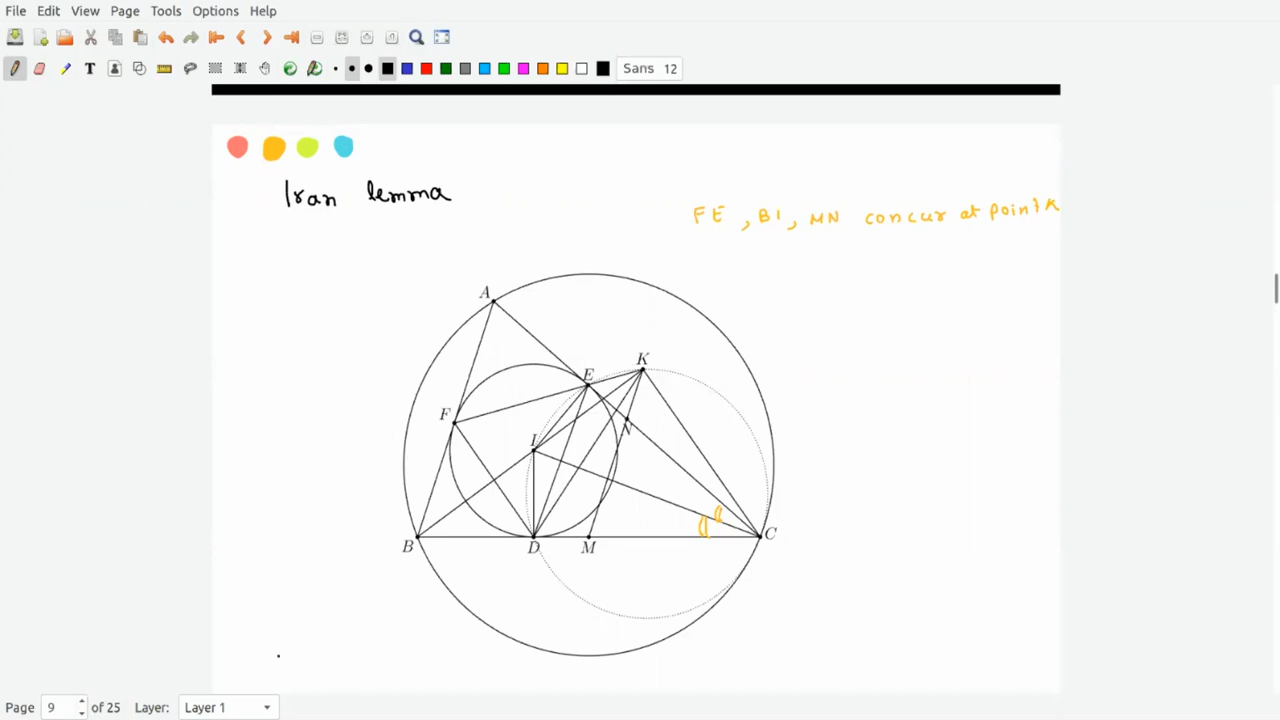 File Edit View Page Tools Options Help
T Sans 12
Iran lemma
FE, BI, MN concur at point K
A
K
E
F
N
I
B D M C
Page 9 of 25 Layer: Layer 1